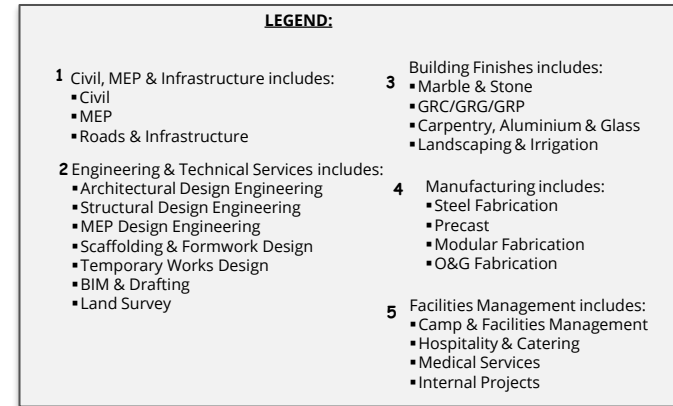 LEGEND:
1 Civil, MEP & Infrastructure includes:
▪Civil
▪MEP
▪Roads & Infrastructure
2 Engineering & Technical Services includes:
▪Architectural Design Engineering
▪Structural Design Engineering
▪MEP Design Engineering
▪Scaffolding & Formwork Design
▪Temporary Works Design
▪BIM & Drafting
▪Land Survey
3 Building Finishes includes:
▪Marble & Stone
▪GRC/GRG/GRP
▪Carpentry, Aluminium & Glass
▪Landscaping & Irrigation
4 Manufacturing includes:
▪Steel Fabrication
▪Precast
▪Modular Fabrication
▪O&G Fabrication
5 Facilities Management includes:
▪Camp & Facilities Management
▪Hospitality & Catering
▪Medical Services
▪Internal Projects